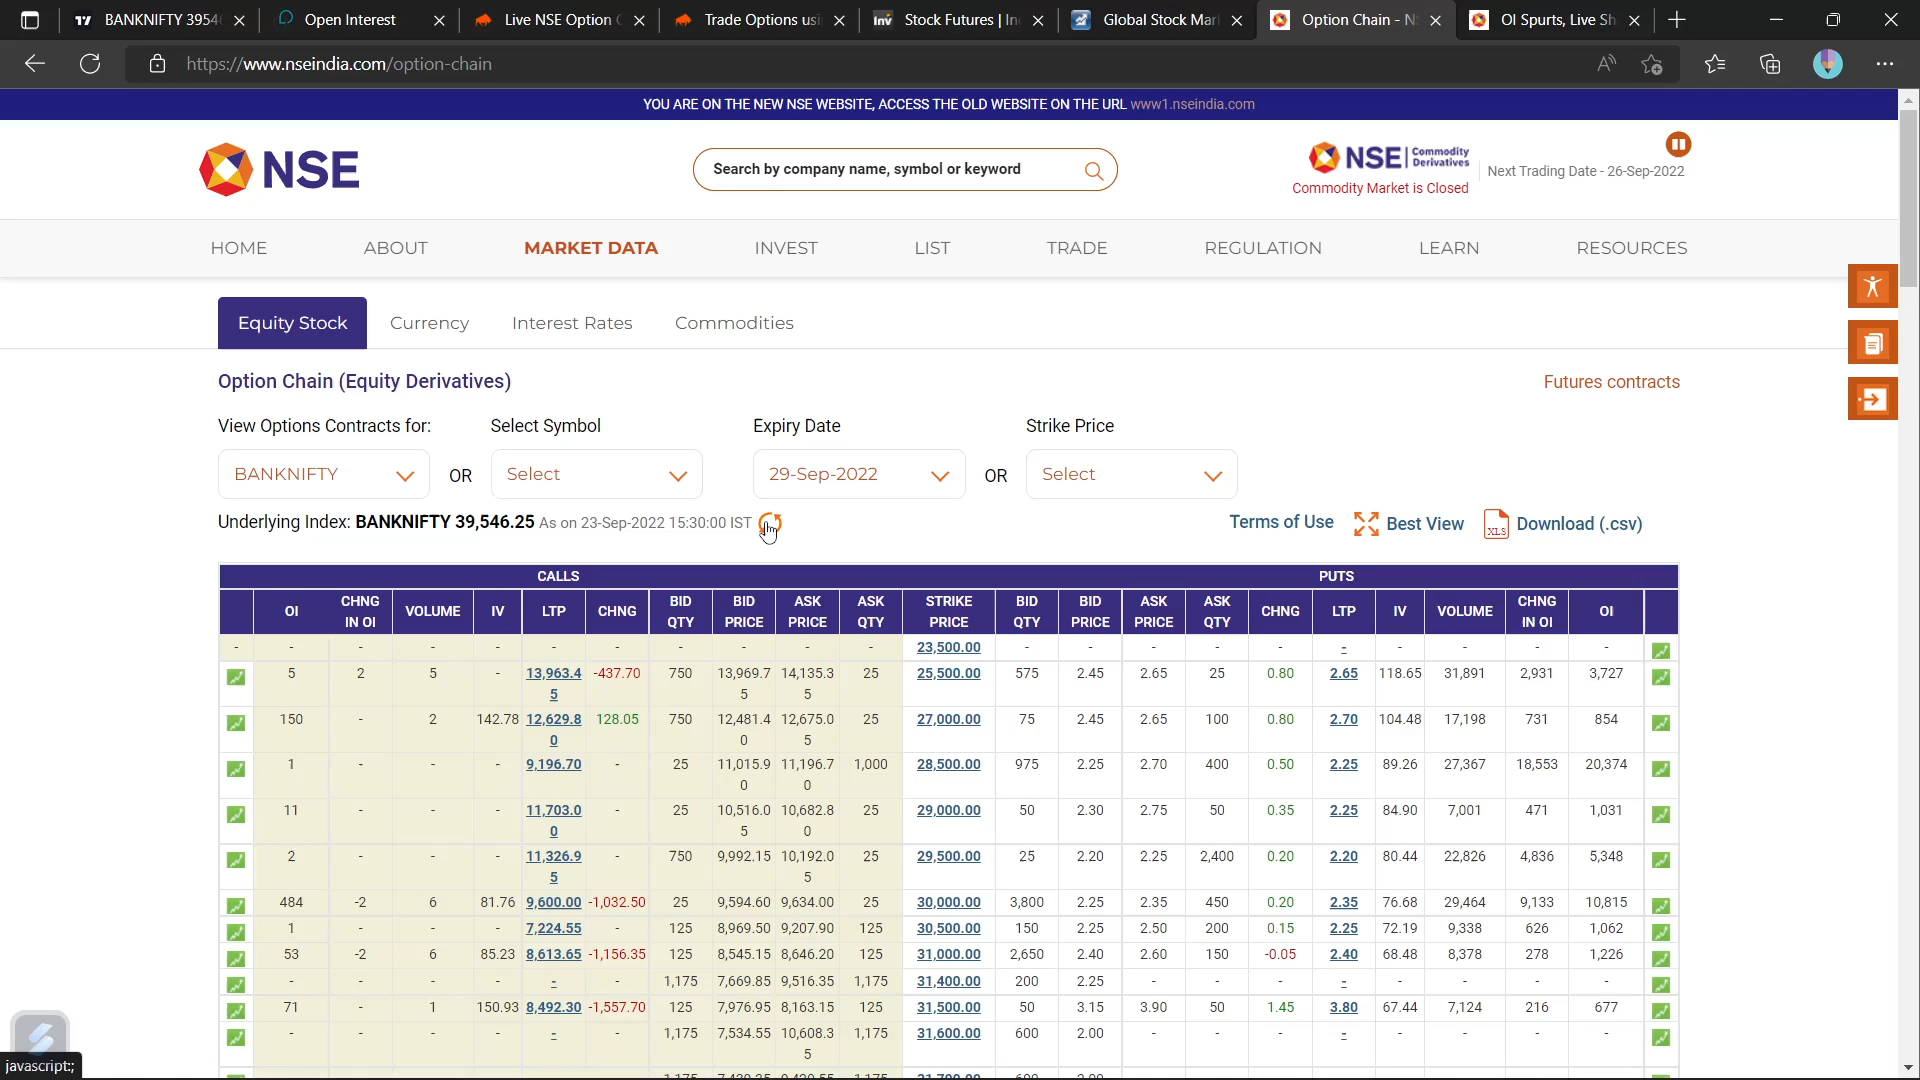 BANKNIFTY 3954
Open Interest
Live NSE Option C
Trade Options usi
Stock Futures | In
Global Stock Mar
Option Chain - NS
OI Spurts, Live Sh
https://www.nseindia.com/option-chain
YOU ARE ON THE NEW NSE WEBSITE, ACCESS THE OLD WEBSITE ON THE URL www1.nseindia.com
NSE
Search by company name, symbol or keyword
NSE Commodity Derivatives
Commodity Market is Closed
Next Trading Date - 26-Sep-2022
HOME ABOUT MARKET DATA INVEST LIST TRADE REGULATION LEARN RESOURCES
Equity Stock Currency Interest Rates Commodities
Option Chain (Equity Derivatives) Futures contracts
View Options Contracts for: Select Symbol Expiry Date Strike Price
BANKNIFTY OR Select 29-Sep-2022 OR Select
Underlying Index: BANKNIFTY 39,546.25 As on 23-Sep-2022 15:30:00 IST Terms of Use Best View XLS Download (.csv)
CALLS PUTS
OI CHNG IN OI VOLUME IV LTP CHNG BID QTY BID PRICE ASK PRICE ASK QTY STRIKE PRICE BID QTY BID PRICE ASK PRICE ASK QTY CHNG LTP IV VOLUME CHNG IN OI OI
- - - - - - - - - - - 23,500.00 - - - - - - - - - -
5 2 5 - 13,963.45 -437.70 750 13,969.75 14,135.35 25 25,500.00 575 2.45 2.65 25 0.80 2.65 118.65 31,891 2,931 3,727
150 - 2 142.78 12,629.80 128.05 750 12,481.40 12,675.05 25 27,000.00 75 2.45 2.65 100 0.80 2.70 104.48 17,198 731 854
1 - - - 9,196.70 - 25 11,015.90 11,196.70 1,000 28,500.00 975 2.25 2.70 400 0.50 2.25 89.26 27,367 18,553 20,374
11 - - - 11,703.00 - 25 10,516.05 10,682.80 25 29,000.00 50 2.30 2.75 50 0.35 2.25 84.90 7,001 471 1,031
2 - - - 11,326.95 - 750 9,992.15 10,192.05 25 29,500.00 25 2.20 2.25 2,400 0.20 2.20 80.44 22,826 4,836 5,348
484 -2 6 81.76 9,600.00 -1,032.50 25 9,594.60 9,634.00 25 30,000.00 3,800 2.25 2.35 450 0.20 2.35 76.68 29,464 9,133 10,815
1 - - - 7,224.55 - 125 8,969.50 9,207.90 125 30,500.00 150 2.25 2.50 200 0.15 2.25 72.19 9,338 626 1,062
53 -2 6 85.23 8,613.65 -1,156.35 125 8,545.15 8,646.20 125 31,000.00 2,650 2.40 2.60 150 -0.05 2.40 68.48 8,378 278 1,226
- - - - - - 1,175 7,669.85 9,516.35 1,175 31,400.00 200 2.25 - - - - - - - -
71 - 1 150.93 8,492.30 -1,557.70 125 7,976.95 8,163.15 125 31,500.00 50 3.15 3.90 50 1.45 3.80 67.44 7,124 216 677
- - - - - - 1,175 7,534.55 10,608.35 1,175 31,600.00 600 2.00 - - - - - - - -
javascript:;